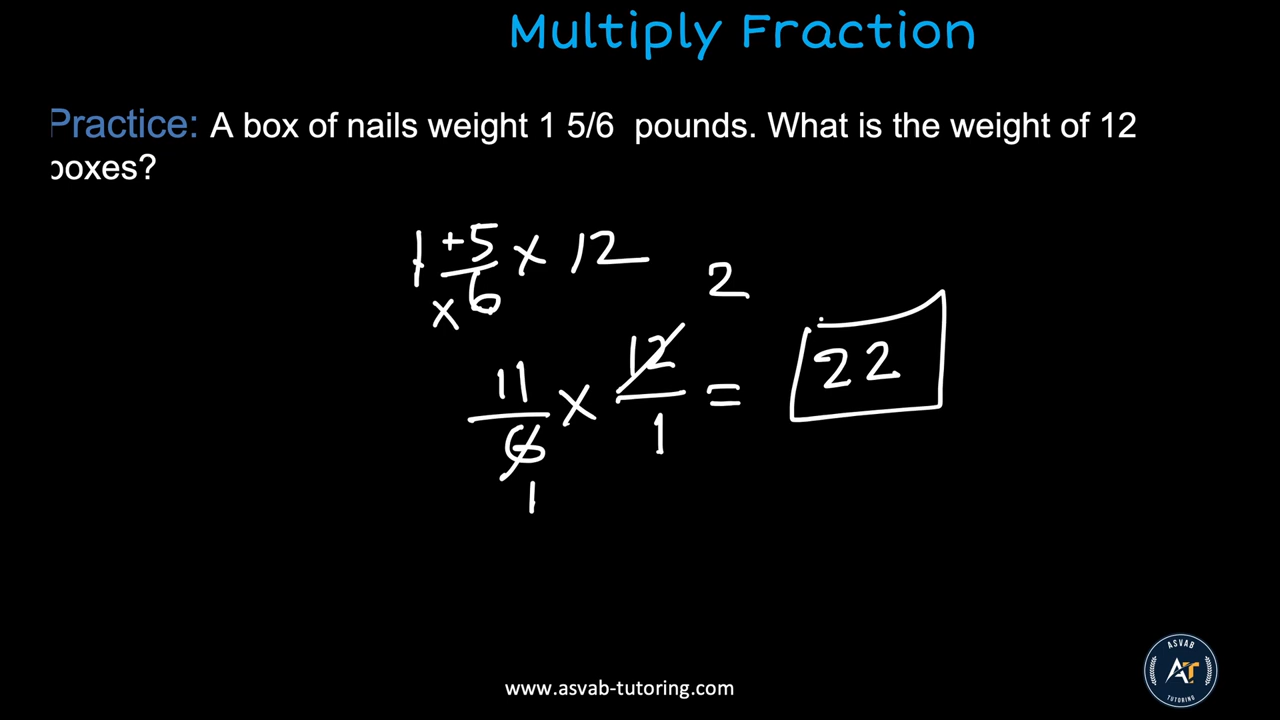 Multiply Fraction
Practice: A box of nails weight 1 5/6 pounds. What is the weight of 12
boxes?
1 +5/6 x 12
x
2
11/6 x 12/1 = 22
1
ASVAB
AT
TUTORING
www.asvab-tutoring.com